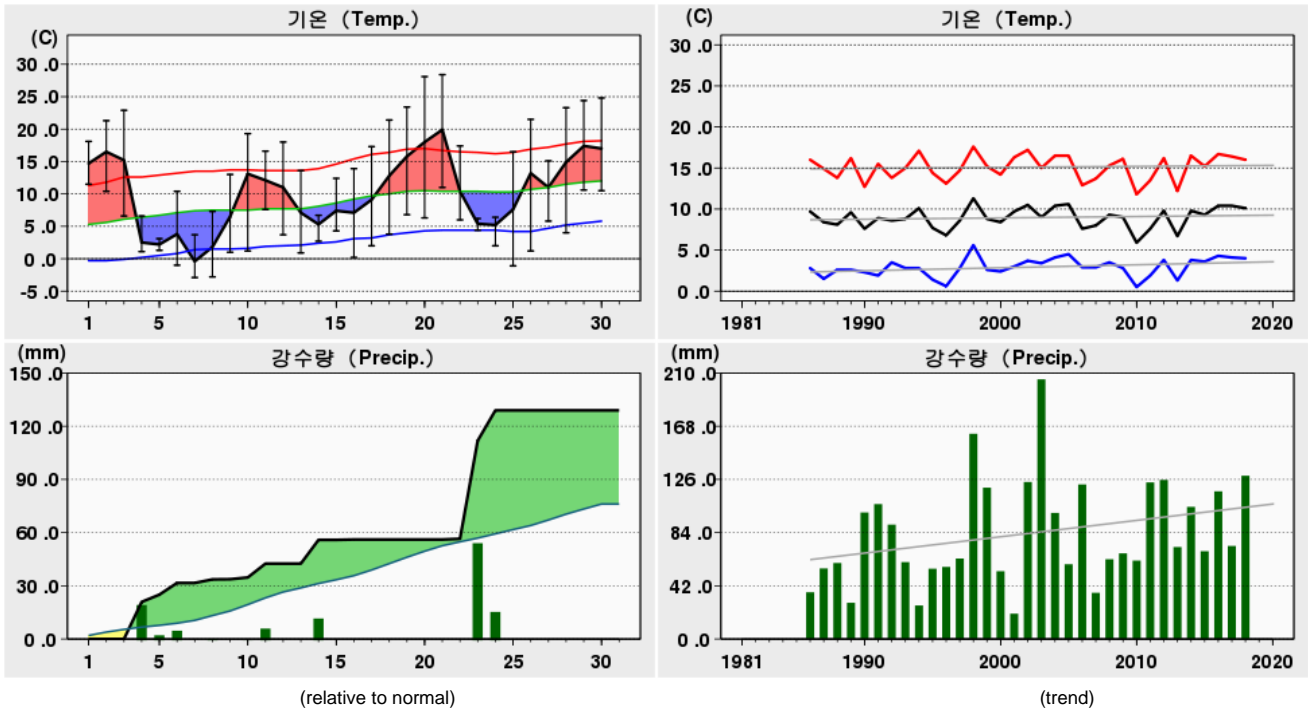 기온 (Temp.)
(C)
30 .0
25 .0
20 .0
15 .0
10 .0
5 .0
0 .0
-5 .0
1 5 10 15 20 25 30
기온 (Temp.)
(C)
30 .0
25 .0
20 .0
15 .0
10 .0
5 .0
0 .0
1981 1990 2000 2010 2020
강수량 (Precip.)
(mm)
150 .0
120 .0
90 .0
60 .0
30 .0
0 .0
1 5 10 15 20 25 30
(relative to normal)
강수량 (Precip.)
(mm)
210 .0
168 .0
126 .0
84 .0
42 .0
0 .0
1981 1990 2000 2010 2020
(trend)